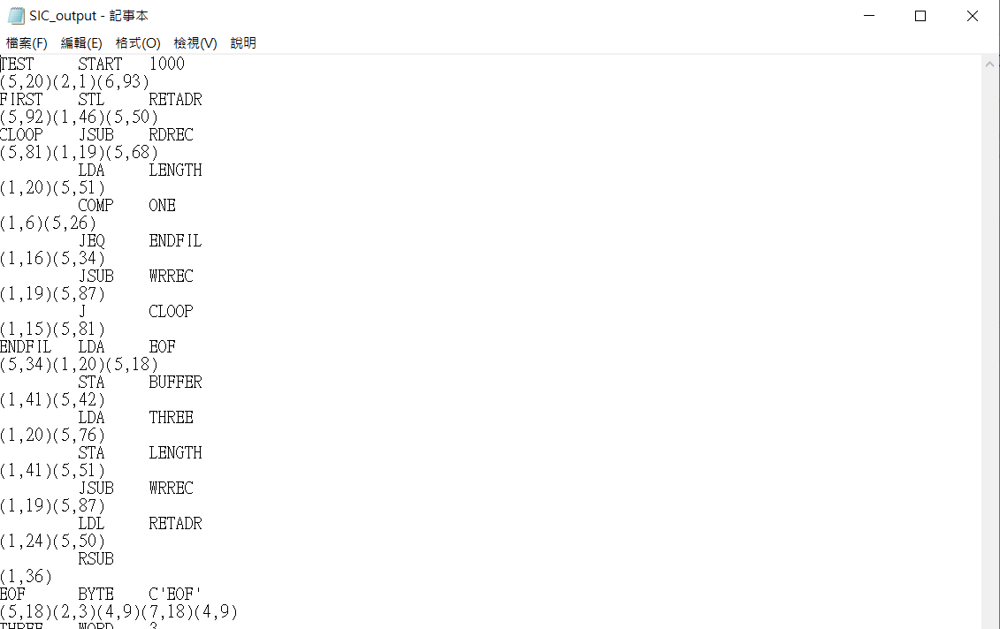 SIC_output - 記事本
檔案(F) 編輯(E) 格式(O) 檢視(V) 說明
TEST START 1000
(5,20)(2,1)(6,93)
FIRST STL RETADR
(5,92)(1,46)(5,50)
CLOOP JSUB RDREC
(5,81)(1,19)(5,68)
LDA LENGTH
(1,20)(5,51)
COMP ONE
(1,6)(5,26)
JEQ ENDFIL
(1,16)(5,34)
JSUB WRREC
(1,19)(5,87)
J CLOOP
(1,15)(5,81)
ENDFIL LDA EOF
(5,34)(1,20)(5,18)
STA BUFFER
(1,41)(5,42)
LDA THREE
(1,20)(5,76)
STA LENGTH
(1,41)(5,51)
JSUB WRREC
(1,19)(5,87)
LDL RETADR
(1,24)(5,50)
RSUB
(1,36)
EOF BYTE C'EOF'
(5,18)(2,3)(4,9)(7,18)(4,9)
THREE WORD 3